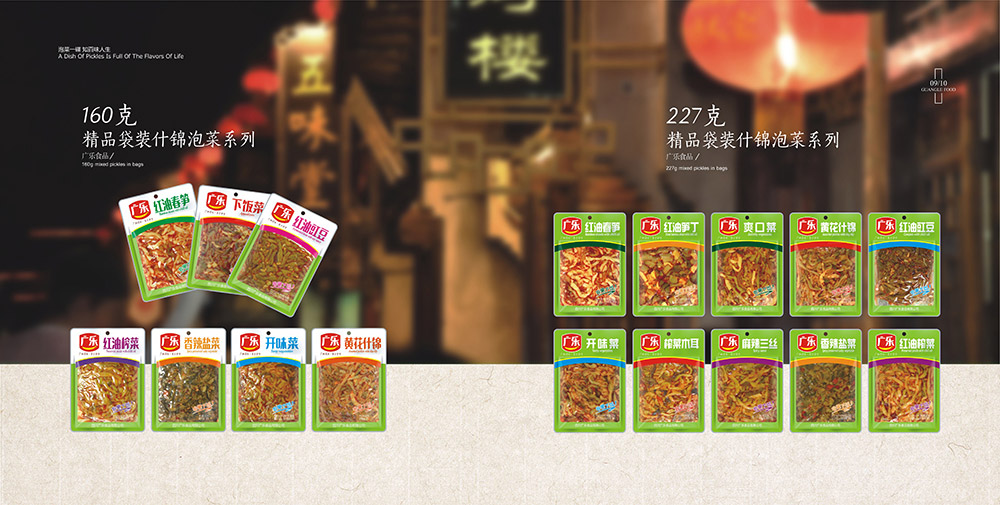 泡菜一碟 知百味人生
A Dish Of Pickles Is Full Of The Flavors Of Life
五味堂
楼
09/10
GUANGLE FOOD
160克
精品袋装什锦泡菜系列
广乐食品/
160g mixed pickles in bags
广乐 红油春笋
广乐 下饭菜
广乐 红油豇豆
广乐 红油榨菜
广乐 香辣盐菜
广乐 开味菜
广乐 黄花什锦
227克
精品袋装什锦泡菜系列
广乐食品/
227g mixed pickles in bags
广乐 红油春笋
广乐 红油笋丁
广乐 爽口菜
广乐 黄花什锦
广乐 红油豇豆
广乐 开味菜
广乐 榨菜木耳
广乐 麻辣三丝
广乐 香辣盐菜
广乐 红油榨菜